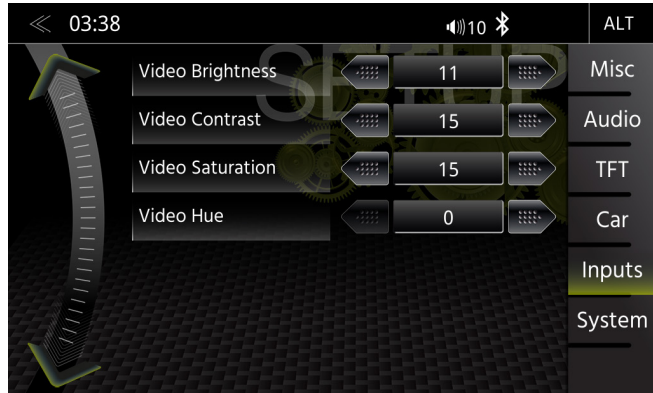 03:38 10 ALT
SETUP
Video Brightness 11 Misc
Video Contrast 15 Audio
Video Saturation 15 TFT
Video Hue 0 Car
Inputs
System